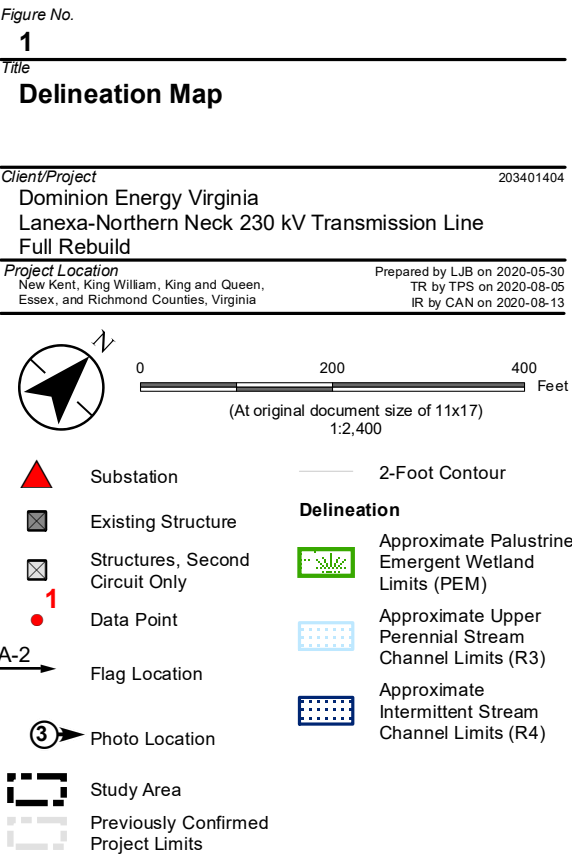 Figure No.
1
Title
Delineation Map
Client/Project
203401404
Dominion Energy Virginia
Lanexa-Northern Neck 230 kV Transmission Line
Full Rebuild
Project Location
New Kent, King William, King and Queen,
Essex, and Richmond Counties, Virginia
Prepared by LJB on 2020-05-30
TR by TPS on 2020-08-05
IR by CAN on 2020-08-13
N
0 200 400
Feet
(At original document size of 11x17)
1:2,400
Substation
Existing Structure
Structures, Second
Circuit Only
1
Data Point
A-2
Flag Location
3
Photo Location
Study Area
Previously Confirmed
Project Limits
2-Foot Contour
Delineation
Approximate Palustrine
Emergent Wetland
Limits (PEM)
Approximate Upper
Perennial Stream
Channel Limits (R3)
Approximate
Intermittent Stream
Channel Limits (R4)